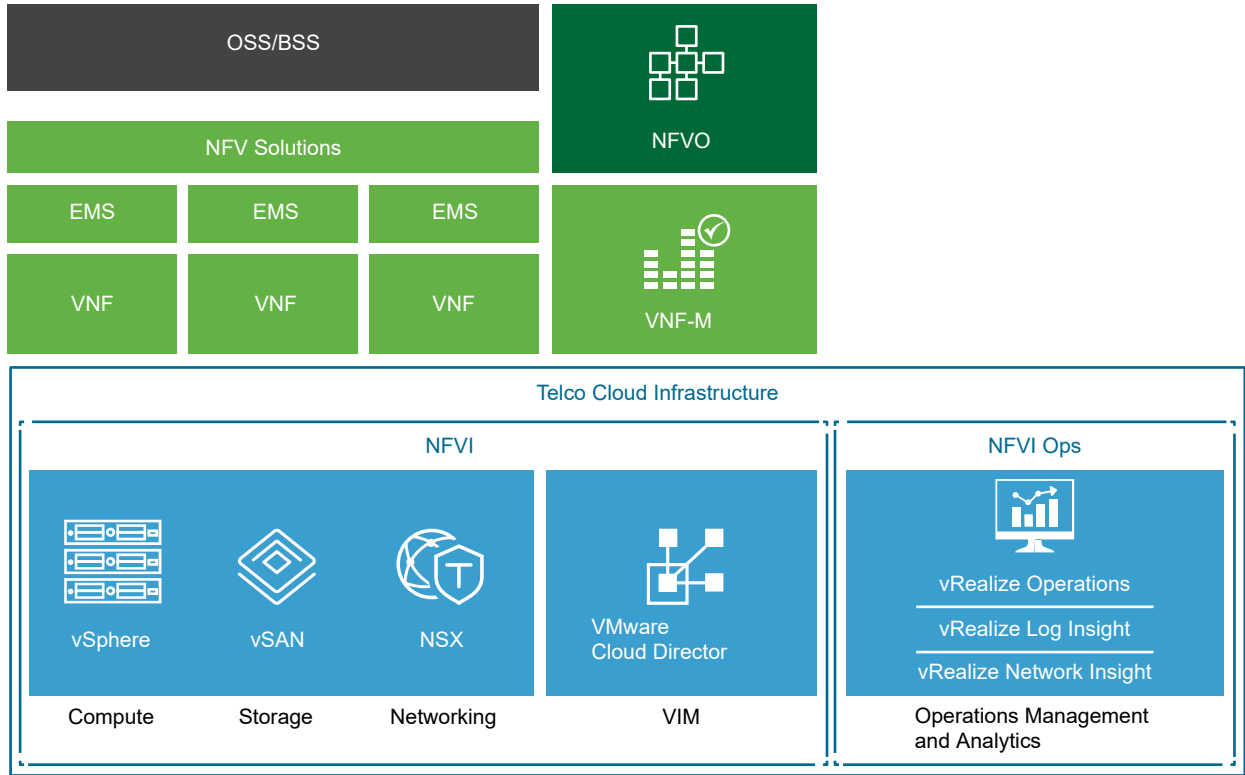 OSS/BSS
NFVO
NFV Solutions
EMS
EMS
EMS
VNF
VNF
VNF
VNF-M
Telco Cloud Infrastructure
NFVI
vSphere
vSAN
NSX
T
VMware
Cloud Director
Compute
Storage
Networking
VIM
NFVI Ops
vRealize Operations
vRealize Log Insight
vRealize Network Insight
Operations Management
and Analytics